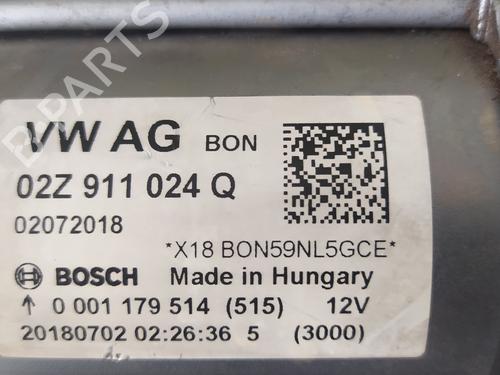 VW AG BON
02Z 911 024 Q
02072018
*X18 BON59NL5GCE*
BOSCH Made in Hungary
0 001 179 514 (515) 12V
20180702 02:26:36 5 (3000)
B-PARTS